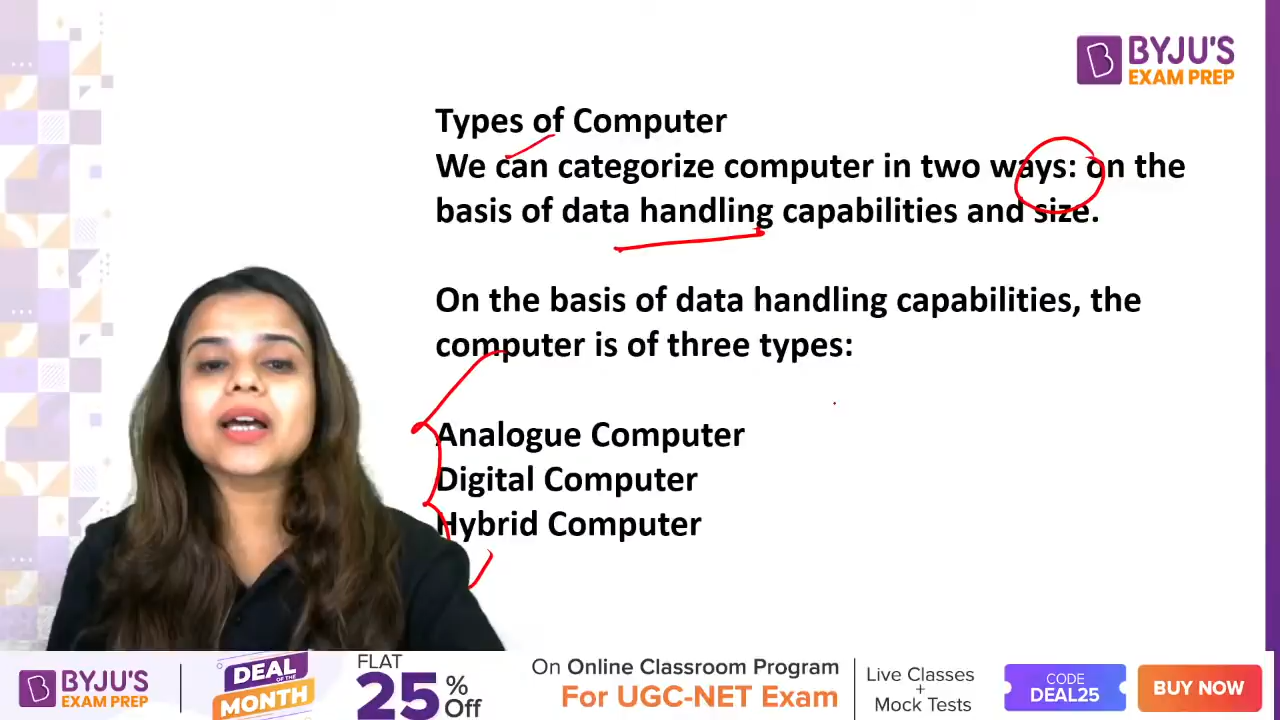 BYJU'S
EXAM PREP
Types of Computer
We can categorize computer in two ways: on the
basis of data handling capabilities and size.
On the basis of data handling capabilities, the
computer is of three types:
Analogue Computer
Digital Computer
Hybrid Computer
BYJU'S
EXAM PREP
DEAL
OF THE
MONTH
FLAT
25% Off
On Online Classroom Program
For UGC-NET Exam
Live Classes
+
Mock Tests
CODE
DEAL25
BUY NOW